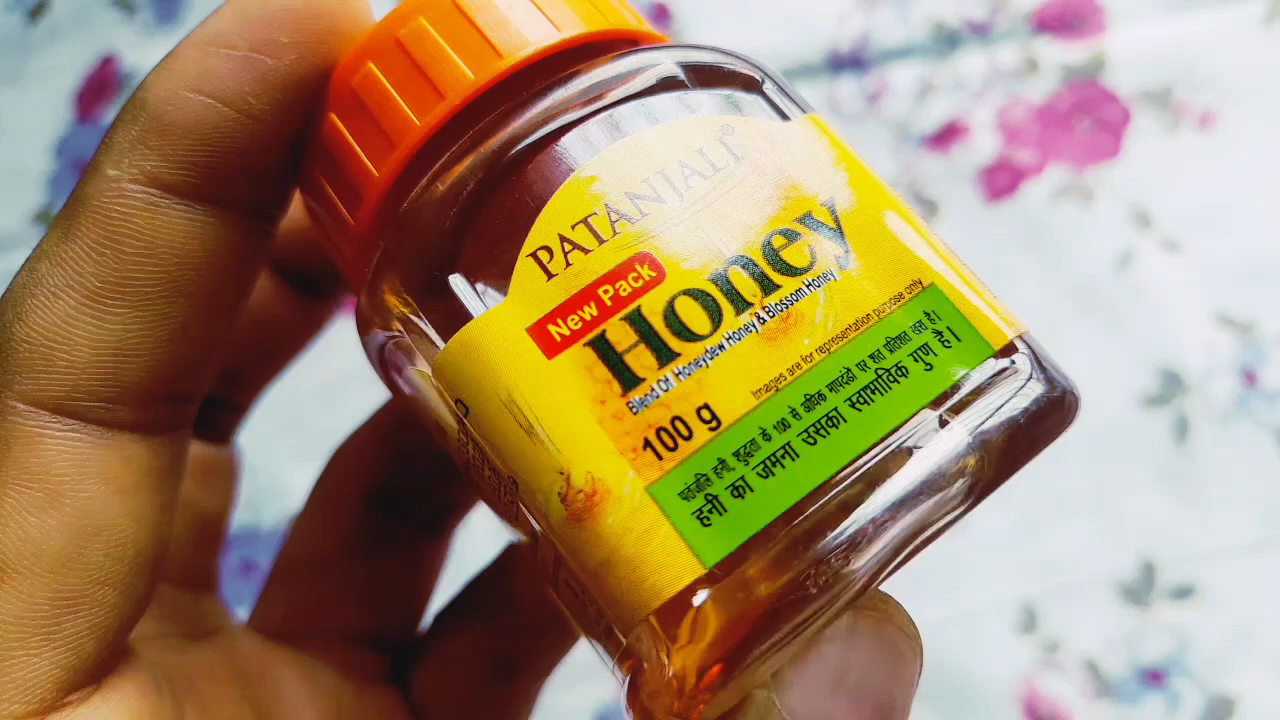 PATANJALI®
New Pack
Honey
Blend Of Honeydew Honey & Blossom Honey
Images are for representation purpose only
100 g
पतंजलि हनी, शुद्धता के 100 से अधिक मापदंडों पर शत प्रतिशत खरा है।
हनी का जमना उसका स्वाभाविक गुण है।